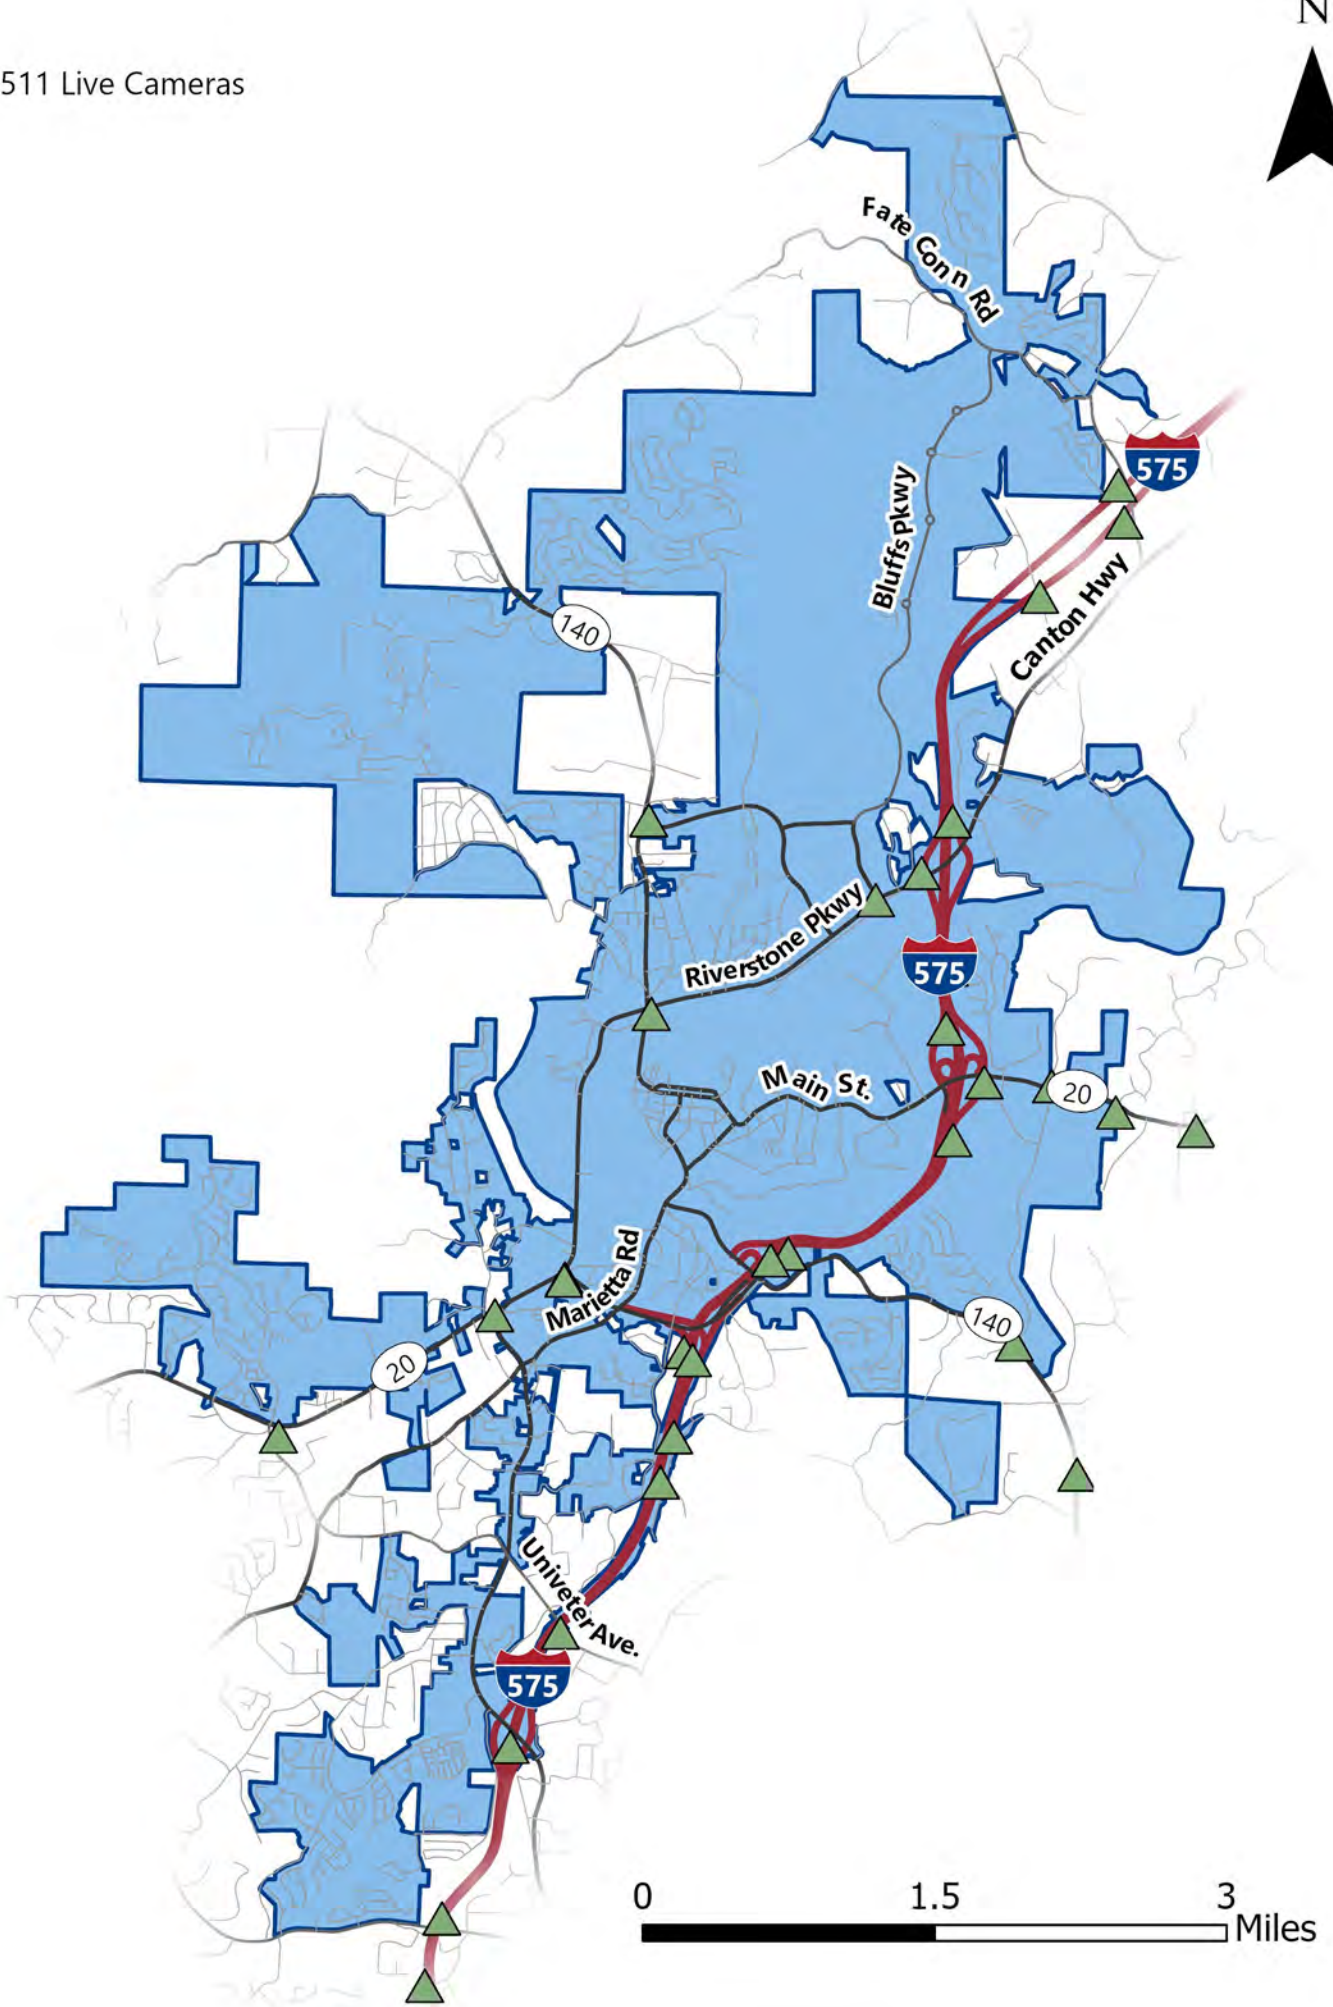 N
511 Live Cameras
Fate Conn Rd
575
Bluffs Pkwy
Canton Hwy
140
Riverstone Pkwy
575
Main St.
20
Marietta Rd
140
20
Univeter Ave.
575
0 1.5 3
Miles